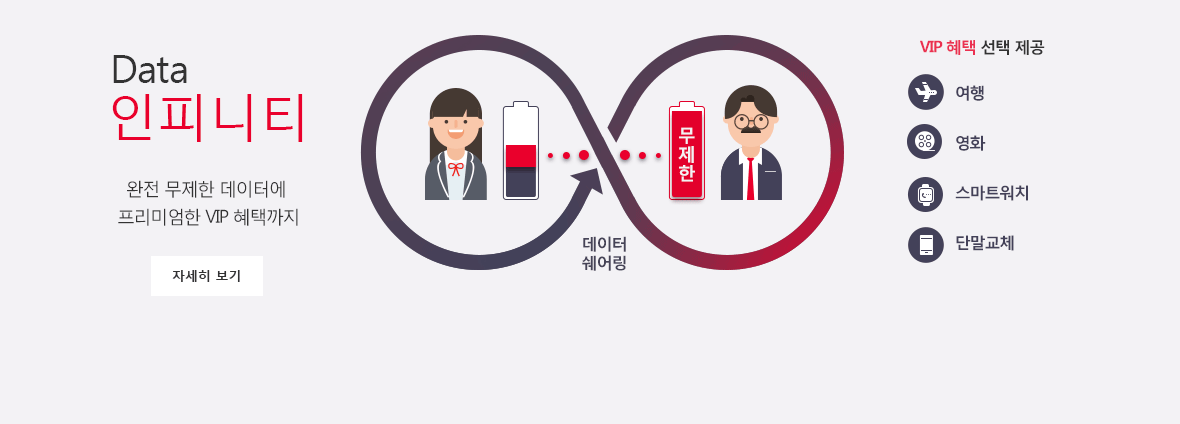 Data
인피니티
완전 무제한 데이터에
프리미엄한 VIP 혜택까지
자세히 보기
무
제
한
데이터
쉐어링
VIP 혜택 선택 제공
여행
영화
스마트워치
단말교체